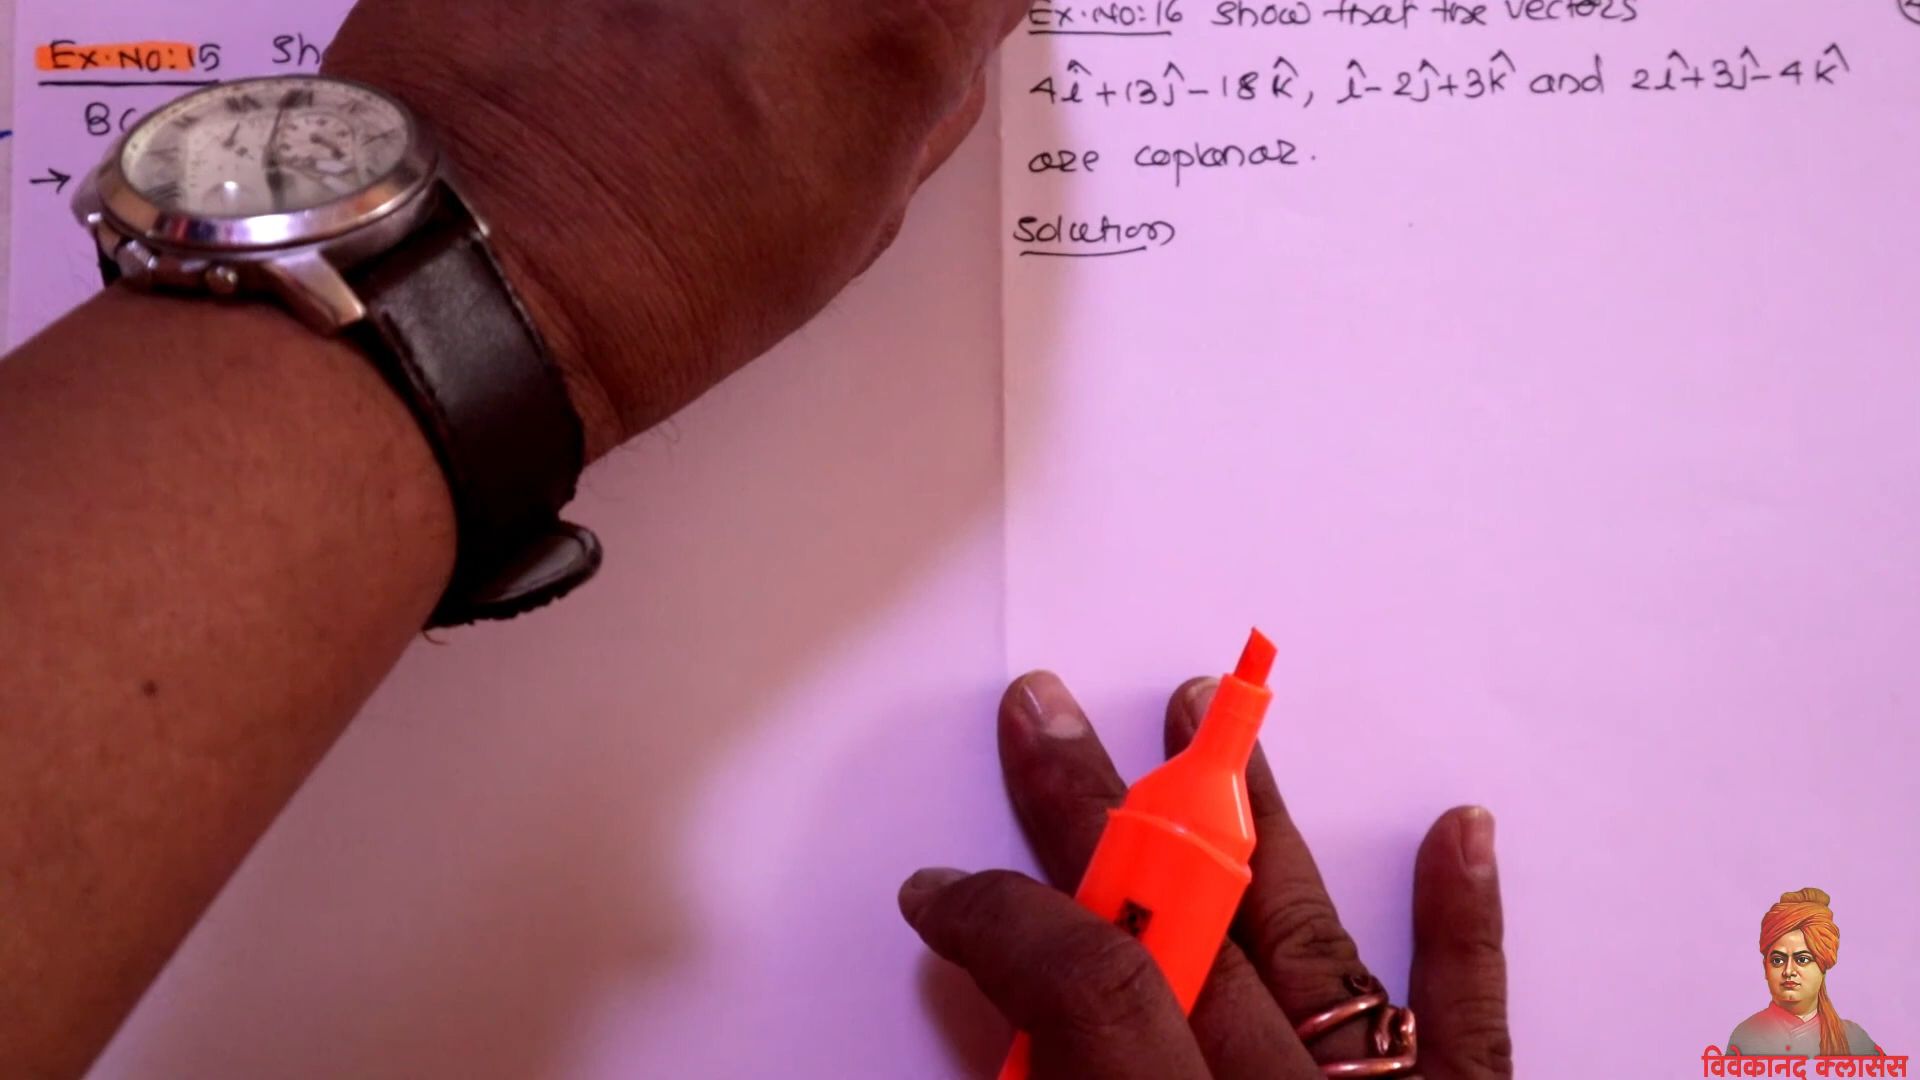 Ex.No:15 Sh
BC
→
Ex.No:16 Show that the vectors
4î+13ĵ-18k̂, î-2ĵ+3k̂ and 2î+3ĵ-4k̂
are coplanar.
Solution
विवेकानंद क्लासेस